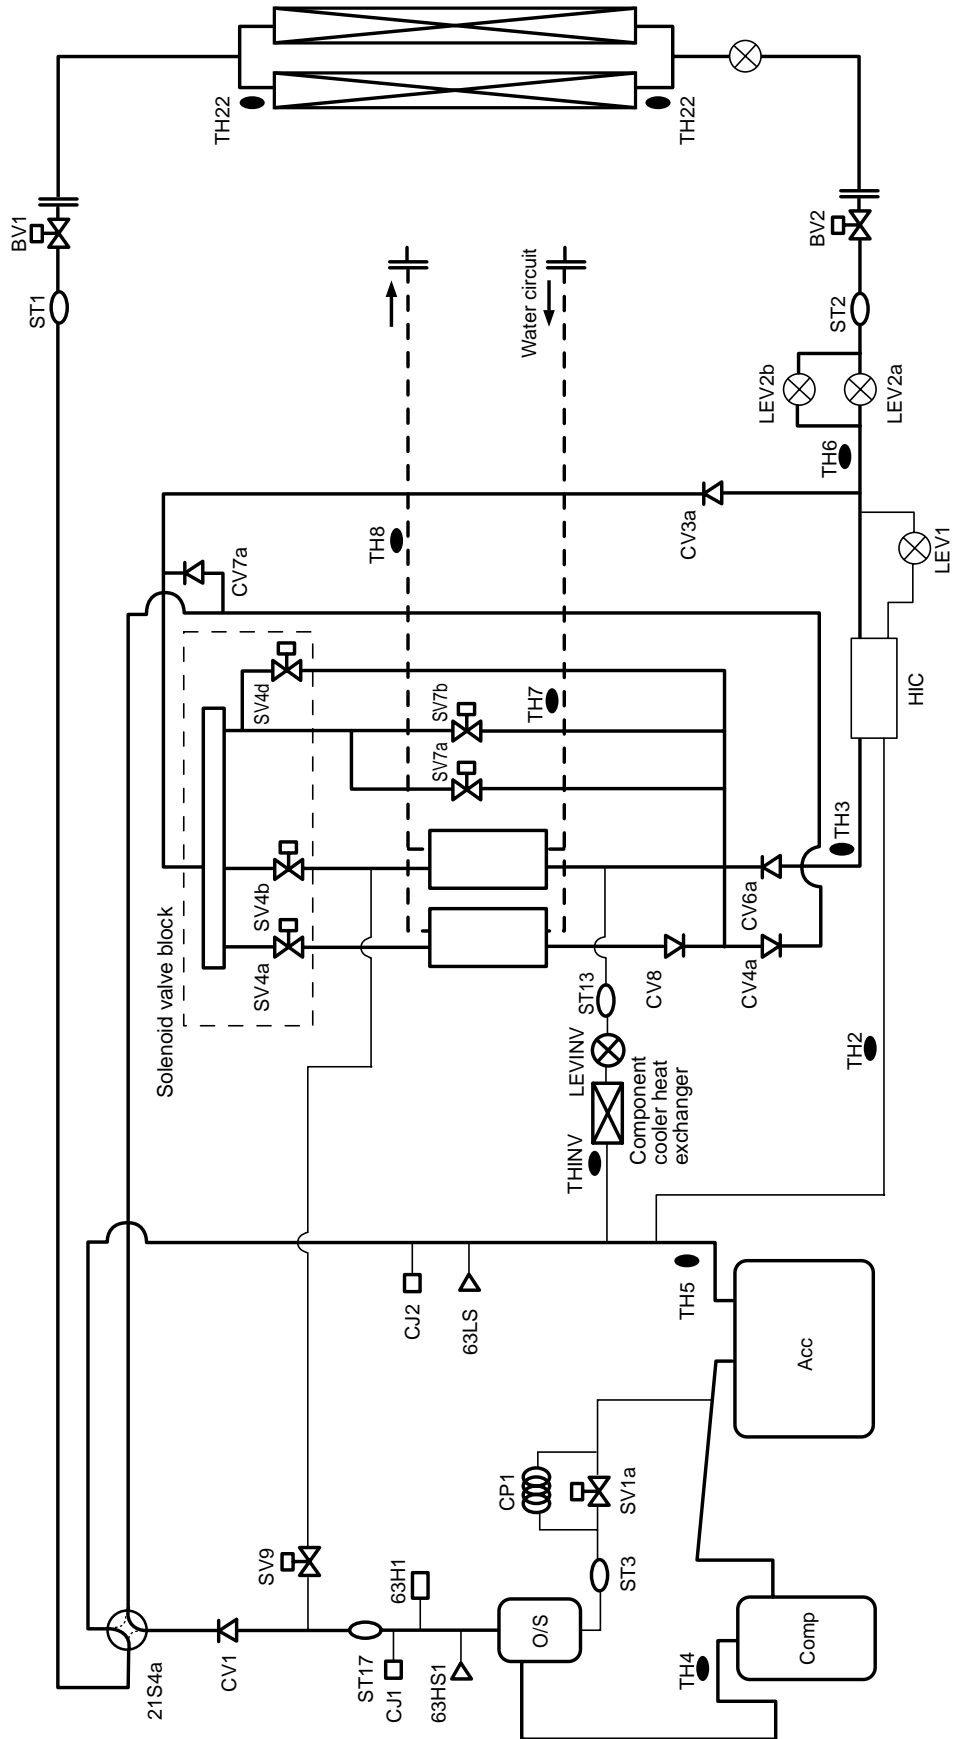 TH22
TH22
BV1
BV2
ST1
ST2
Water circuit
LEV2b
LEV2a
TH6
TH8
CV3a
CV7a
LEV1
HIC
SV4d
SV7b
SV7a
TH7
TH3
SV4b
SV4a
Solenoid valve block
CV6a
CV8
CV4a
ST13
LEVINV
Component
cooler heat
exchanger
THINV
TH2
CJ2
63LS
TH5
Acc
CP1
SV1a
SV9
63H1
ST3
O/S
Comp
TH4
21S4a
CV1
ST17
CJ1
63HS1